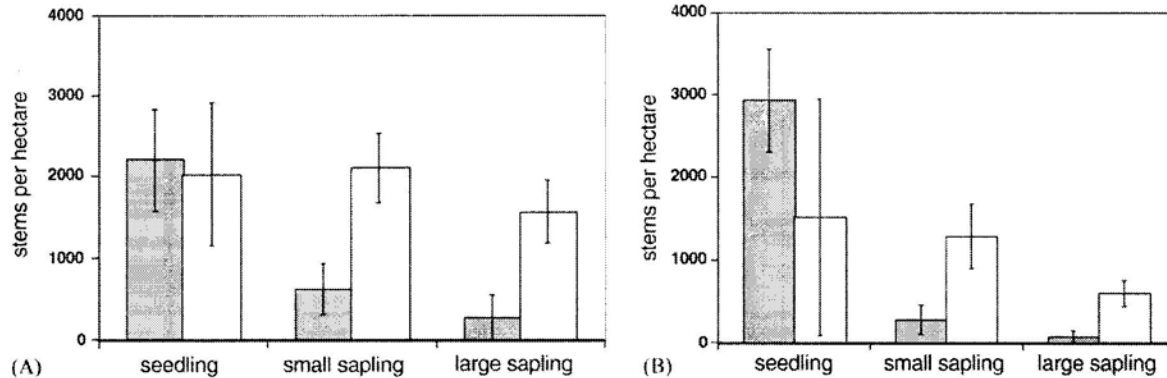 4000
3000
2000
1000
0
stems per hectare
seedling small sapling large sapling
(A)
4000
3000
2000
1000
0
stems per hectare
seedling small sapling large sapling
(B)